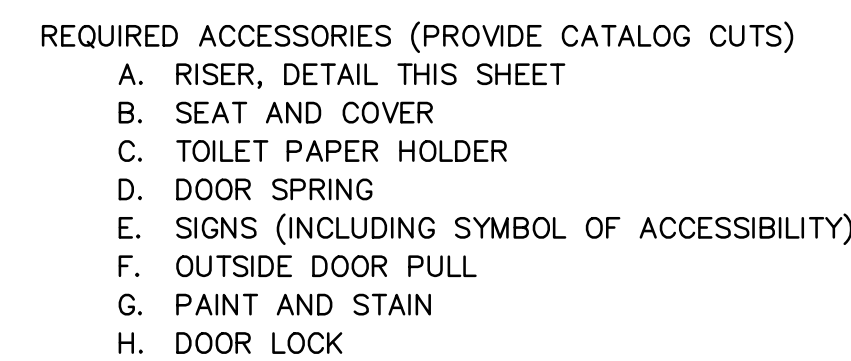 REQUIRED ACCESSORIES (PROVIDE CATALOG CUTS)
A. RISER, DETAIL THIS SHEET
B. SEAT AND COVER
C. TOILET PAPER HOLDER
D. DOOR SPRING
E. SIGNS (INCLUDING SYMBOL OF ACCESSIBILITY)
F. OUTSIDE DOOR PULL
G. PAINT AND STAIN
H. DOOR LOCK